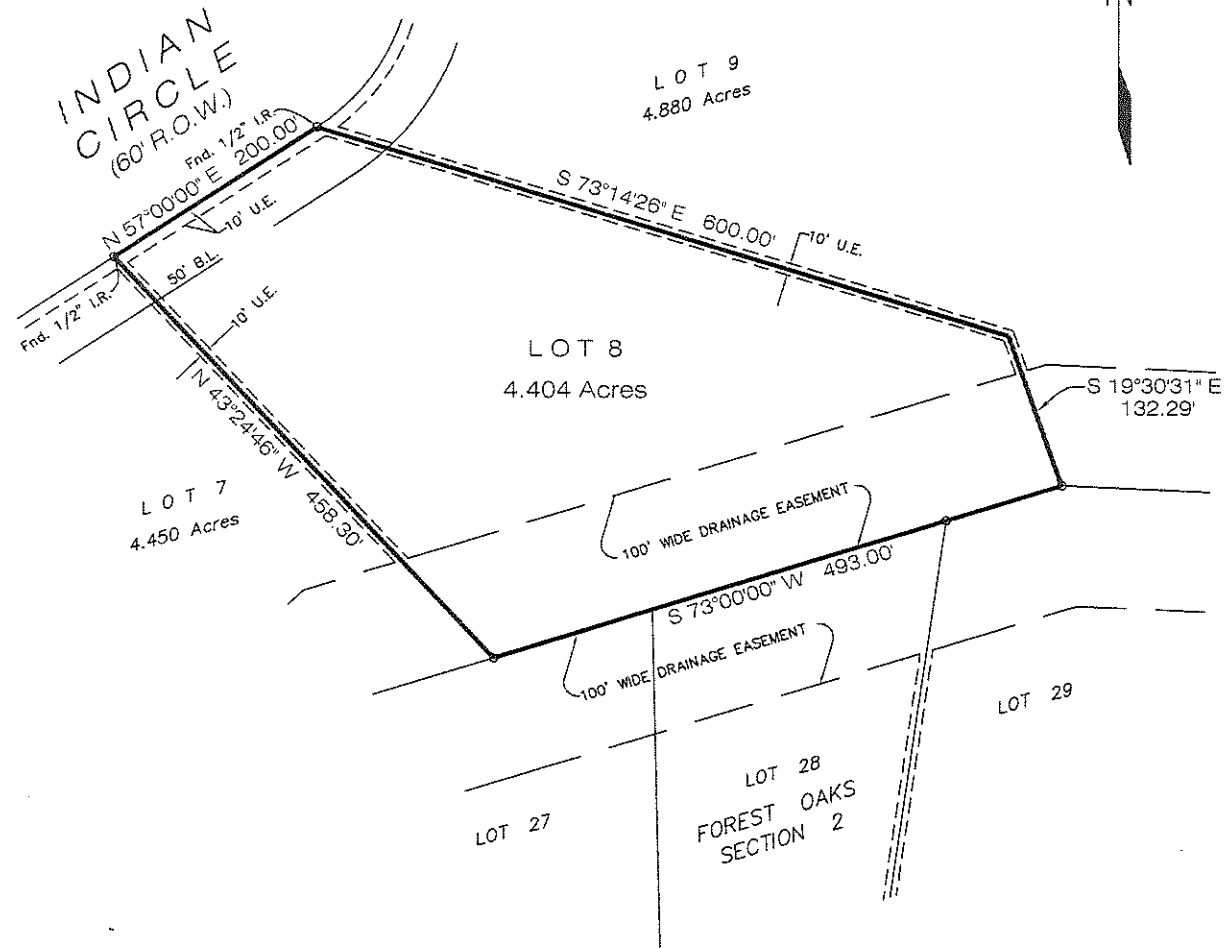 N
INDIAN
CIRCLE
(60' R.O.W.)
LOT 9
4.880 Acres
Fnd. 1/2" I.R.
N 57°00'00" E 200.00'
10' U.E.
50' B.L.
Fnd. 1/2" I.R.
10' U.E.
S 73°14'26" E 600.00'
10' U.E.
LOT 8
4.404 Acres
S 19°30'31" E
132.29'
N 43°24'46" W 458.30'
LOT 7
4.450 Acres
100' WIDE DRAINAGE EASEMENT
S 73°00'00" W 493.00'
100' WIDE DRAINAGE EASEMENT
LOT 29
LOT 28
FOREST OAKS
SECTION 2
LOT 27